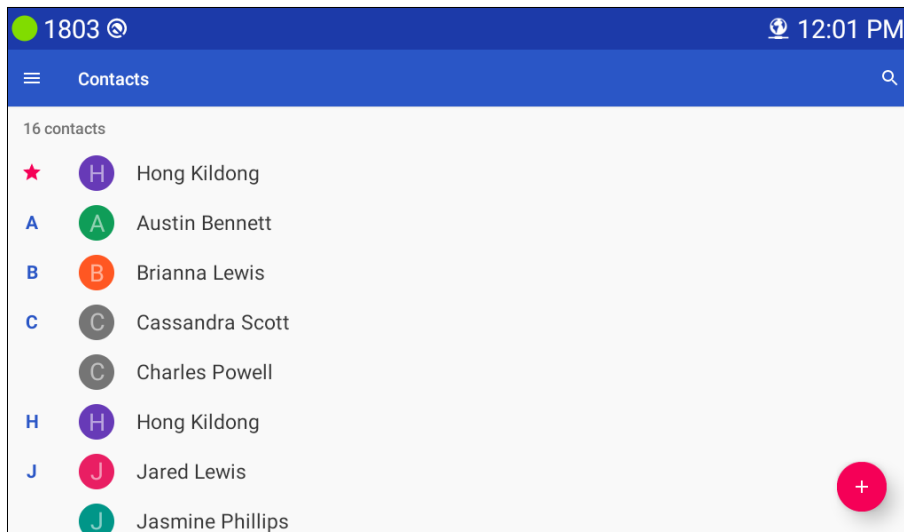 1803 12:01 PM
Contacts
16 contacts
H Hong Kildong
A A Austin Bennett
B B Brianna Lewis
C C Cassandra Scott
C Charles Powell
H H Hong Kildong
J J Jared Lewis
J Jasmine Phillips